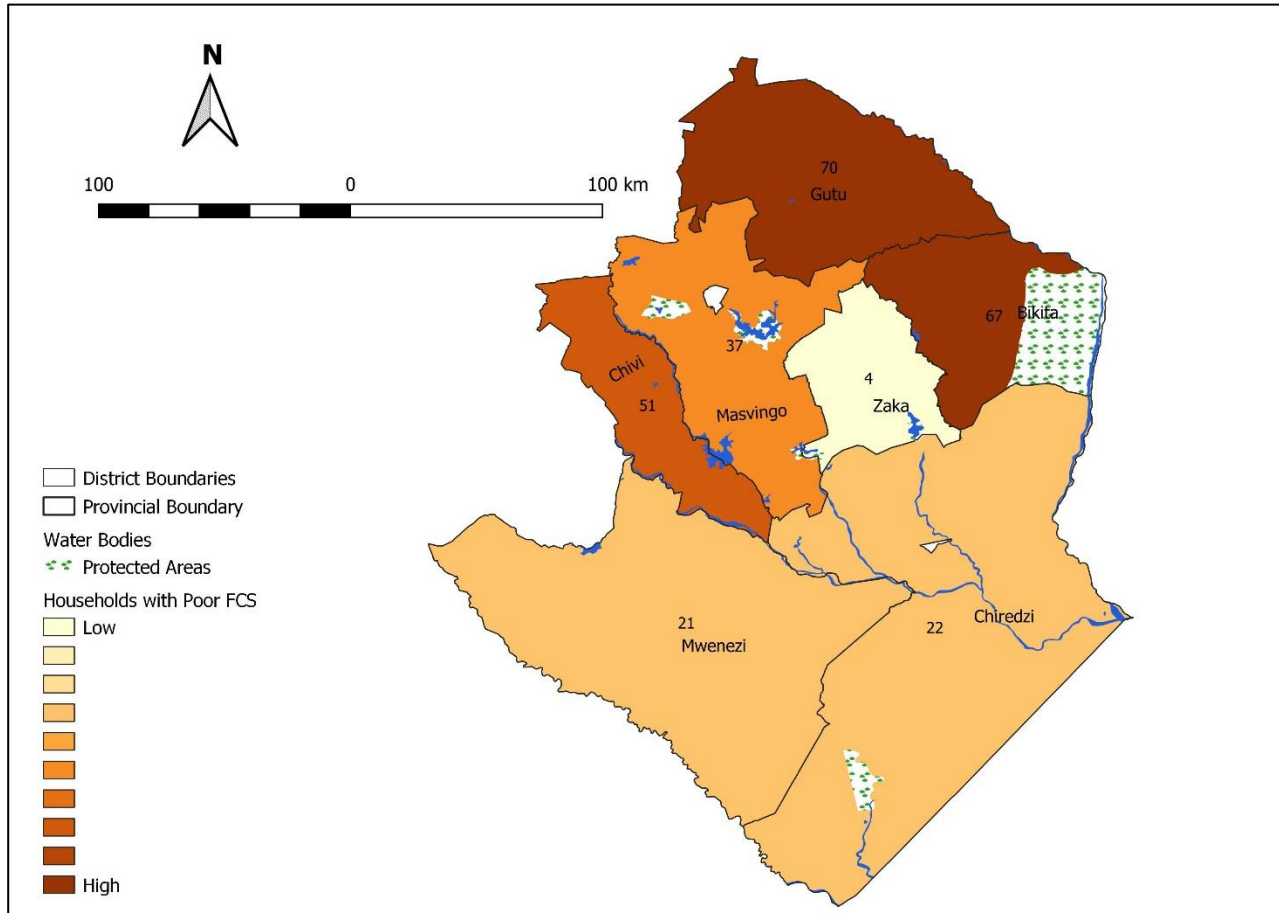 N
100 0 100 km
70
Gutu
67 Bikita
37
4
Zaka
Chivi
51
Masvingo
21
Mwenezi
22 Chiredzi
District Boundaries
Provincial Boundary
Water Bodies
Protected Areas
Households with Poor FCS
Low
High